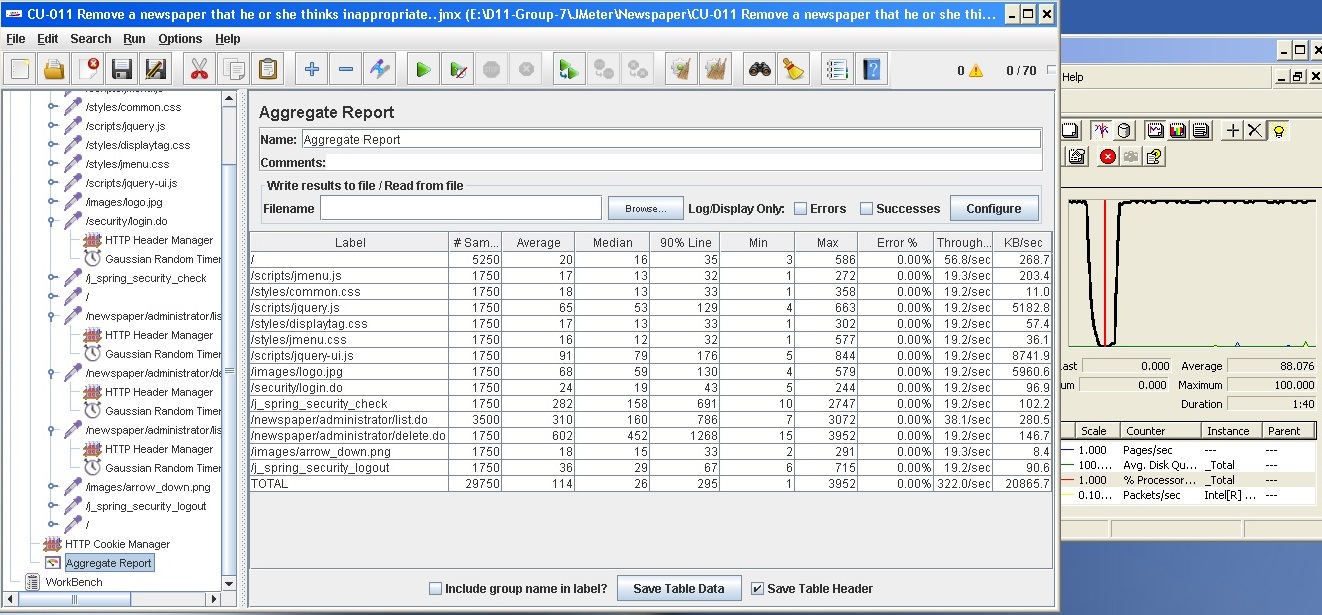 CU-011 Remove a newspaper that he or she thinks inappropriate..jmx (E:\D11-Group-7\JMeter\Newspaper\CU-011 Remove a newspaper that he or she thi...
File Edit Search Run Options Help
0 0 / 70
/styles/common.css
/scripts/jquery.js
/styles/displaytag.css
/styles/jmenu.css
/scripts/jquery-ui.js
/images/logo.jpg
/security/login.do
HTTP Header Manager
Gaussian Random Timer
/j_spring_security_check
/
/newspaper/administrator/lis
HTTP Header Manager
Gaussian Random Timer
/newspaper/administrator/de
HTTP Header Manager
Gaussian Random Timer
/newspaper/administrator/lis
HTTP Header Manager
Gaussian Random Timer
/images/arrow_down.png
/j_spring_security_logout
/
HTTP Cookie Manager
Aggregate Report
WorkBench
Aggregate Report
Name: Aggregate Report
Comments:
Write results to file / Read from file
Filename Browse... Log/Display Only: Errors Successes Configure
Label # Sam... Average Median 90% Line Min Max Error % Through... KB/sec
/ 5250 20 16 35 3 586 0.00% 56.8/sec 268.7
/scripts/jmenu.js 1750 17 13 32 1 272 0.00% 19.3/sec 203.4
/styles/common.css 1750 18 13 33 1 358 0.00% 19.2/sec 11.0
/scripts/jquery.js 1750 65 53 129 4 663 0.00% 19.2/sec 5182.8
/styles/displaytag.css 1750 17 13 33 1 302 0.00% 19.2/sec 57.4
/styles/jmenu.css 1750 16 12 32 1 577 0.00% 19.2/sec 36.1
/scripts/jquery-ui.js 1750 91 79 176 5 844 0.00% 19.2/sec 8741.9
/images/logo.jpg 1750 68 59 130 4 579 0.00% 19.2/sec 5960.6
/security/login.do 1750 24 19 43 5 244 0.00% 19.2/sec 96.9
/j_spring_security_check 1750 282 158 691 10 2747 0.00% 19.2/sec 102.2
/newspaper/administrator/list.do 3500 310 160 786 7 3072 0.00% 38.1/sec 280.5
/newspaper/administrator/delete.do 1750 602 452 1268 15 3952 0.00% 19.2/sec 146.7
/images/arrow_down.png 1750 18 15 33 2 291 0.00% 19.3/sec 8.4
/j_spring_security_logout 1750 36 29 67 6 715 0.00% 19.2/sec 90.6
TOTAL 29750 114 26 295 1 3952 0.00% 322.0/sec 20865.7
Include group name in label? Save Table Data Save Table Header
Help
ast 0.000 Average 88.076
um 0.000 Maximum 100.000
Duration 1:40
Scale Counter Instance Parent
1.000 Pages/sec --- ---
100.... Avg. Disk Qu... _Total ---
1.000 % Processor... _Total ---
0.10... Packets/sec Intel[R] ... ---